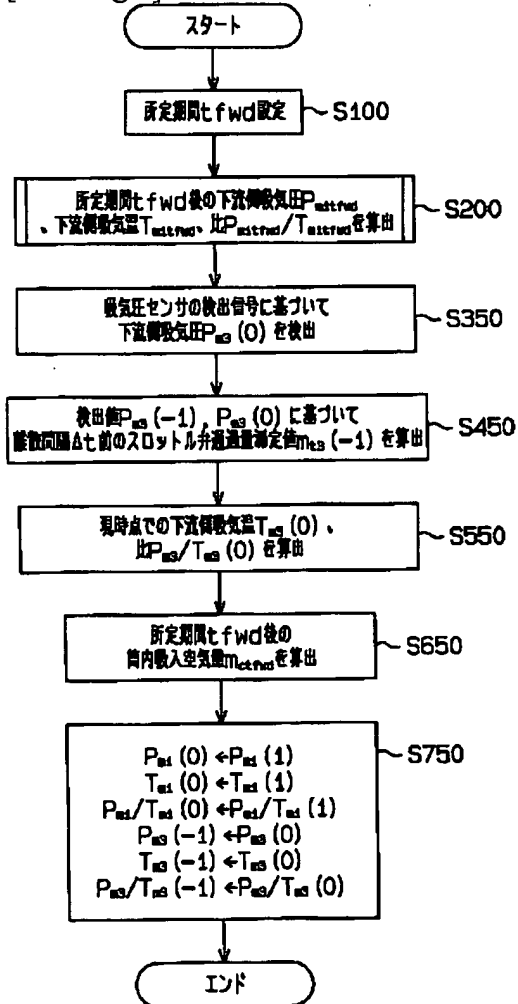 スタート
所定期間tfwd設定
S100
所定期間tfwd後の下流側吸気圧Pm1tfwd
、下流側吸気温Tm1tfwd、比Pm1tfwd/Tm1tfwdを算出
S200
吸気圧センサの検出信号に基づいて
下流側吸気圧Pm3(0)を検出
S350
検出値Pm3(-1),Pm3(0)に基づいて
離散間隔Δt前のスロットル弁通過量測定値mt3(-1)を算出
S450
現時点での下流側吸気温Tm3(0)、
比Pm3/Tm3(0)を算出
S550
所定期間tfwd後の
筒内吸入空気量mctfwdを算出
S650
Pm1(0)←Pm1(1)
Tm1(0)←Tm1(1)
Pm1/Tm1(0)←Pm1/Tm1(1)
Pm3(-1)←Pm3(0)
Tm3(-1)←Tm3(0)
Pm3/Tm3(-1)←Pm3/Tm3(0)
S750
エンド